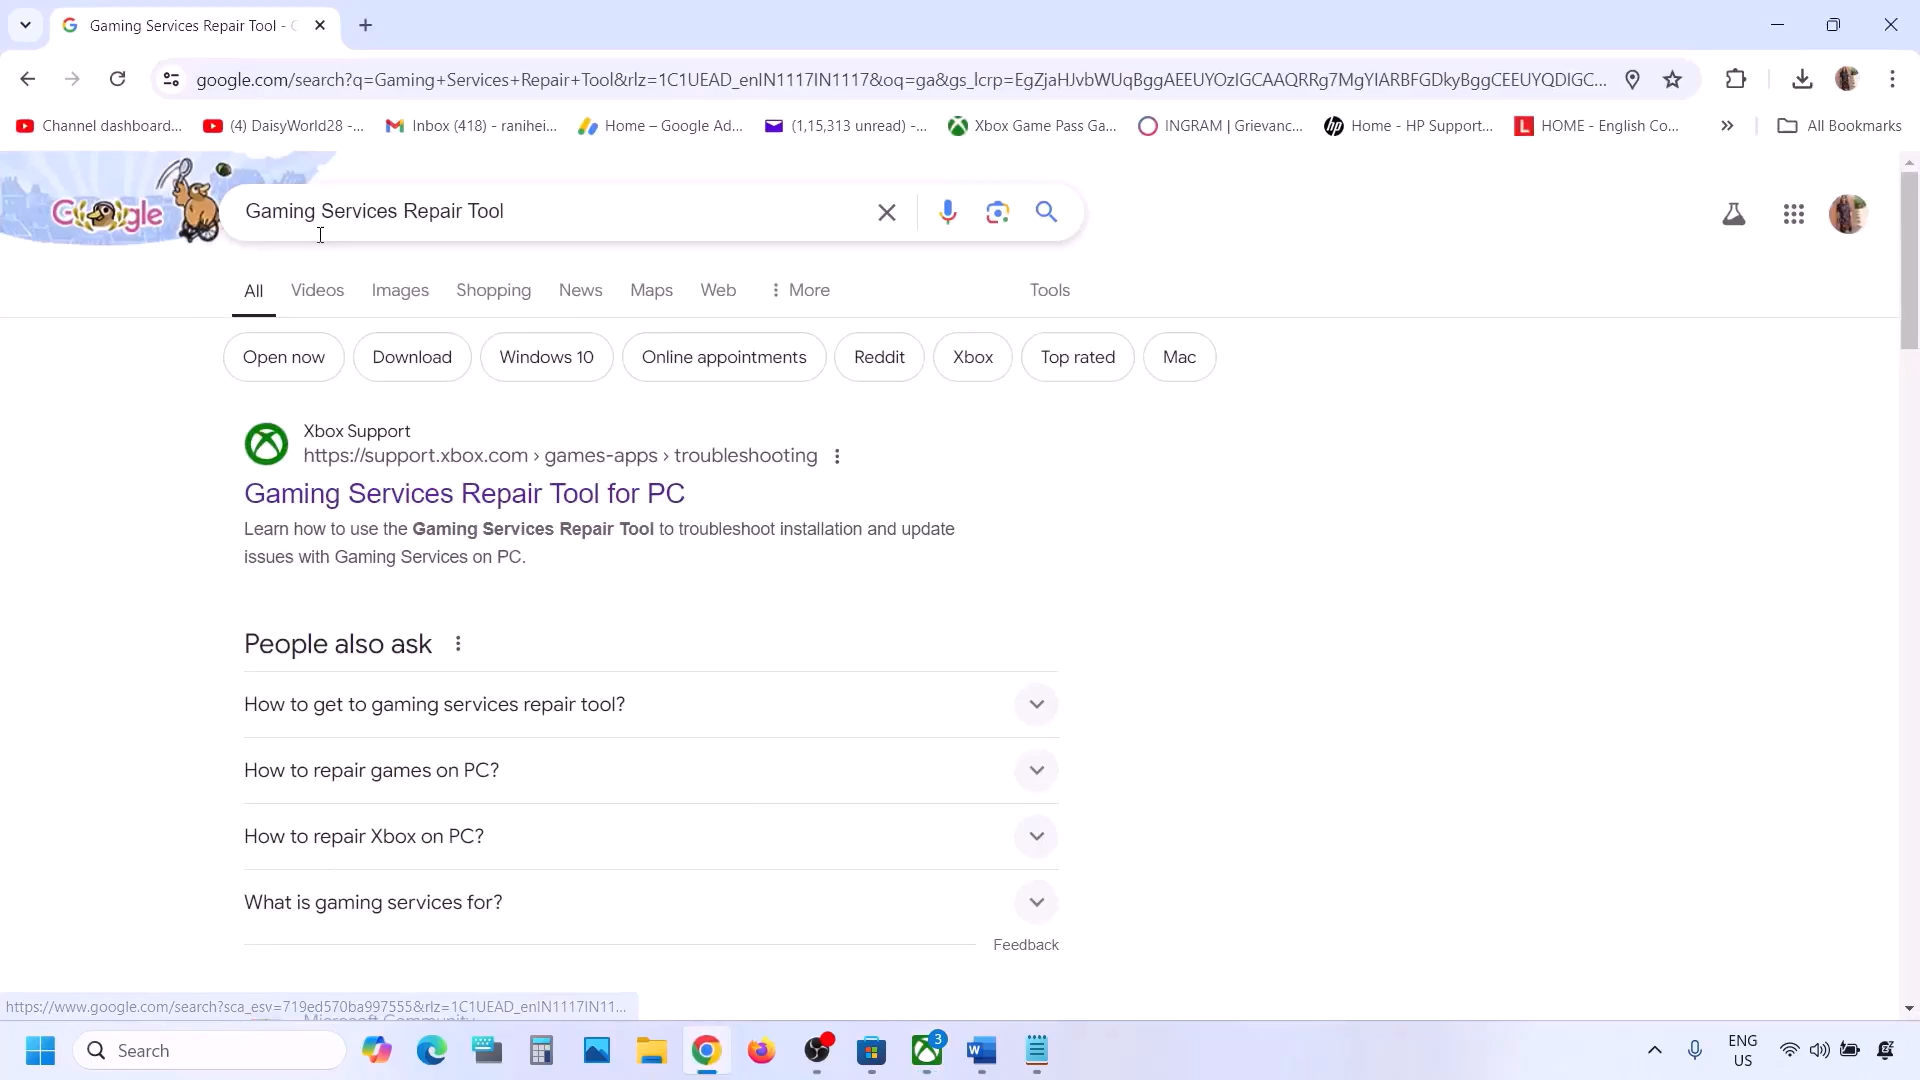 Gaming Services Repair Tool -
google.com/search?q=Gaming+Services+Repair+Tool&rlz=1C1UEAD_enIN1117IN1117&oq=ga&gs_lcrp=EgZjaHJvbWUqBggAEEUYOzIGCAAQRRg7MgYIARBFGDkyBggCEEUYQDIGC...
Channel dashboard...
(4) DaisyWorld28 -...
Inbox (418) - ranihei...
Home – Google Ad...
(1,15,313 unread) -...
Xbox Game Pass Ga...
INGRAM | Grievanc...
Home - HP Support...
HOME - English Co...
All Bookmarks
Google
Gaming Services Repair Tool
All
Videos
Images
Shopping
News
Maps
Web
More
Tools
Open now
Download
Windows 10
Online appointments
Reddit
Xbox
Top rated
Mac
Xbox Support
https://support.xbox.com › games-apps › troubleshooting
Gaming Services Repair Tool for PC
Learn how to use the Gaming Services Repair Tool to troubleshoot installation and update
issues with Gaming Services on PC.
People also ask
How to get to gaming services repair tool?
How to repair games on PC?
How to repair Xbox on PC?
What is gaming services for?
Feedback
https://www.google.com/search?sca_esv=719ed570ba997555&rlz=1C1UEAD_enIN1117IN11...
Microsoft Community
Search
3
ENG
US